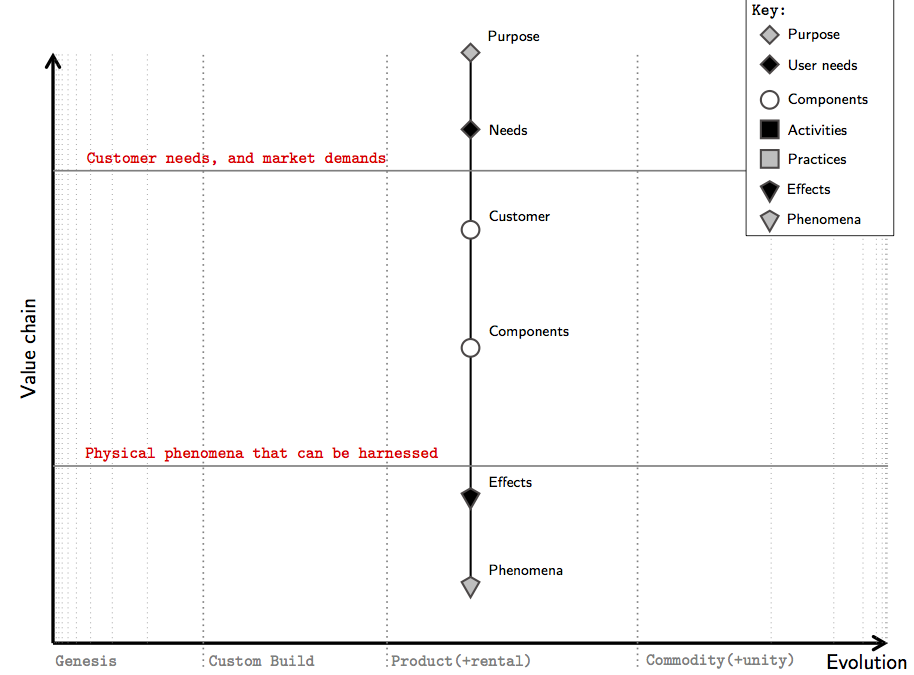 Key:
Purpose
Purpose
User needs
Components
Needs
Activities
Customer needs, and market demands
Practices
Effects
Customer
Phenomena
Value chain
Components
Physical phenomena that can be harnessed
Effects
Phenomena
Genesis
Custom Build
Product(+rental)
Commodity(+unity)
Evolution